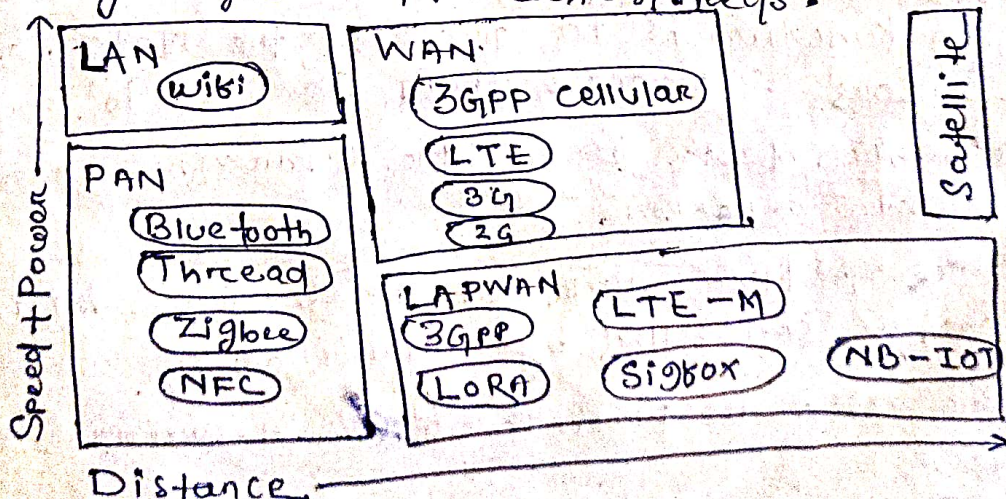 LAN
wifi
PAN
Bluetooth
Thread
Zigbee
NFC
WAN
3GPP cellular
LTE
3G
2G
LAPWAN
3GPP
LORA
LTE-M
Sigfox
NB-IOT
Satellite
Speed + Power
Distance